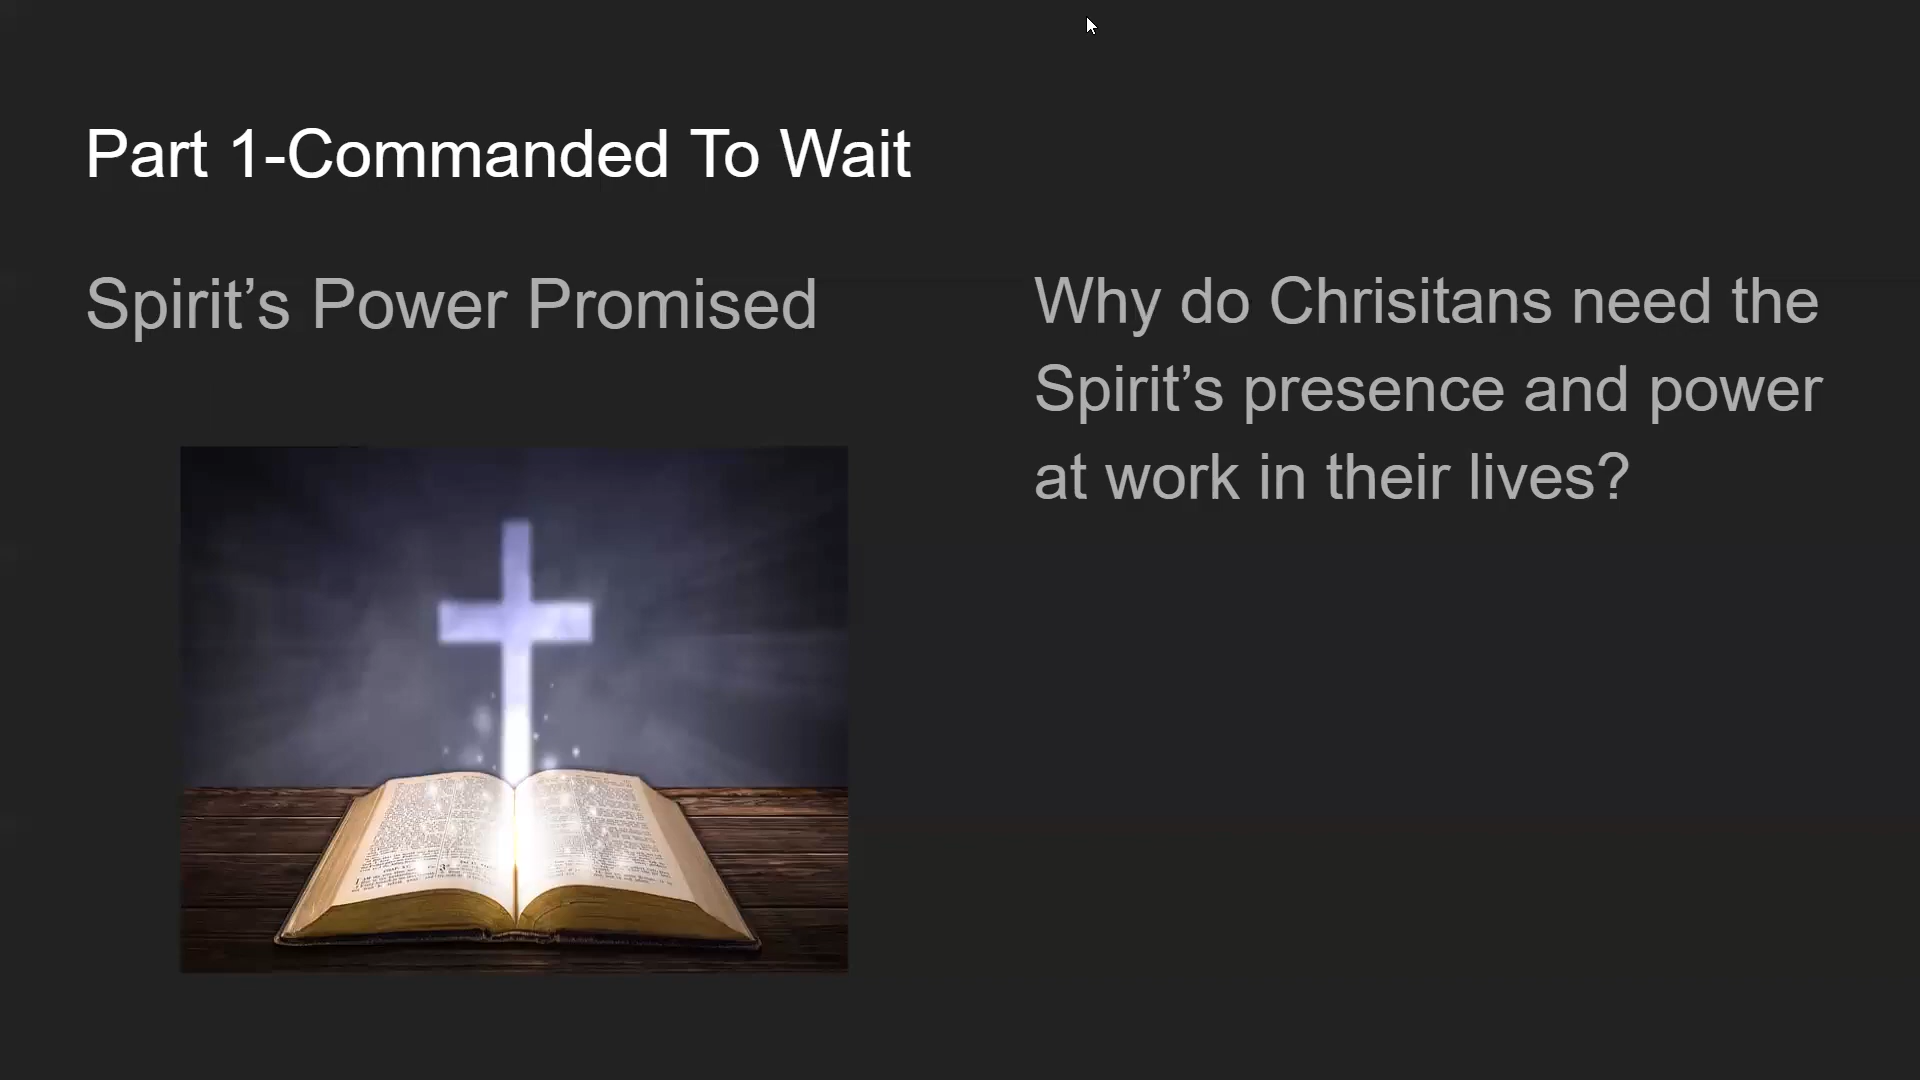 Part 1-Commanded To Wait
Spirit’s Power Promised
Why do Chrisitans need the
Spirit’s presence and power
at work in their lives?